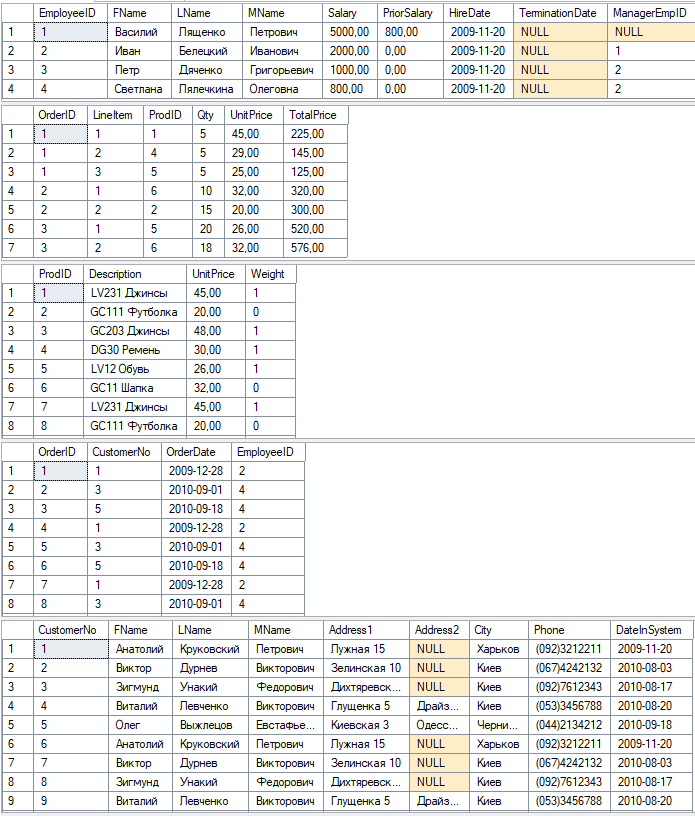 EmployeeID FName LName MName Salary PriorSalary HireDate TerminationDate ManagerEmpID
1 1 Василий Лященко Петрович 5000,00 800,00 2009-11-20 NULL NULL
2 2 Иван Белецкий Иванович 2000,00 0,00 2009-11-20 NULL 1
3 3 Петр Дяченко Григорьевич 1000,00 0,00 2009-11-20 NULL 2
4 4 Светлана Лялечкина Олеговна 800,00 0,00 2009-11-20 NULL 2
OrderID LineItem ProdID Qty UnitPrice TotalPrice
1 1 1 1 5 45,00 225,00
2 1 2 4 5 29,00 145,00
3 1 3 5 5 25,00 125,00
4 2 1 6 10 32,00 320,00
5 2 2 2 15 20,00 300,00
6 3 1 5 20 26,00 520,00
7 3 2 6 18 32,00 576,00
ProdID Description UnitPrice Weight
1 1 LV231 Джинсы 45,00 1
2 2 GC111 Футболка 20,00 0
3 3 GC203 Джинсы 48,00 1
4 4 DG30 Ремень 30,00 1
5 5 LV12 Обувь 26,00 1
6 6 GC11 Шапка 32,00 0
7 7 LV231 Джинсы 45,00 1
8 8 GC111 Футболка 20,00 0
OrderID CustomerNo OrderDate EmployeeID
1 1 1 2009-12-28 2
2 2 3 2010-09-01 4
3 3 5 2010-09-18 4
4 4 1 2009-12-28 2
5 5 3 2010-09-01 4
6 6 5 2010-09-18 4
7 7 1 2009-12-28 2
8 8 3 2010-09-01 4
CustomerNo FName LName MName Address1 Address2 City Phone DateInSystem
1 1 Анатолий Круковский Петрович Лужная 15 NULL Харьков (092)3212211 2009-11-20
2 2 Виктор Дурнев Викторович Зелинская 10 NULL Киев (067)4242132 2010-08-03
3 3 Зигмунд Унакий Федорович Дихтяревск... NULL Киев (092)7612343 2010-08-17
4 4 Виталий Левченко Викторович Глущенка 5 Драйз... Киев (053)3456788 2010-08-20
5 5 Олег Выжлецов Евстафье... Киевская 3 Одесс... Черни... (044)2134212 2010-09-18
6 6 Анатолий Круковский Петрович Лужная 15 NULL Харьков (092)3212211 2009-11-20
7 7 Виктор Дурнев Викторович Зелинская 10 NULL Киев (067)4242132 2010-08-03
8 8 Зигмунд Унакий Федорович Дихтяревск... NULL Киев (092)7612343 2010-08-17
9 9 Виталий Левченко Викторович Глущенка 5 Драйз... Киев (053)3456788 2010-08-20